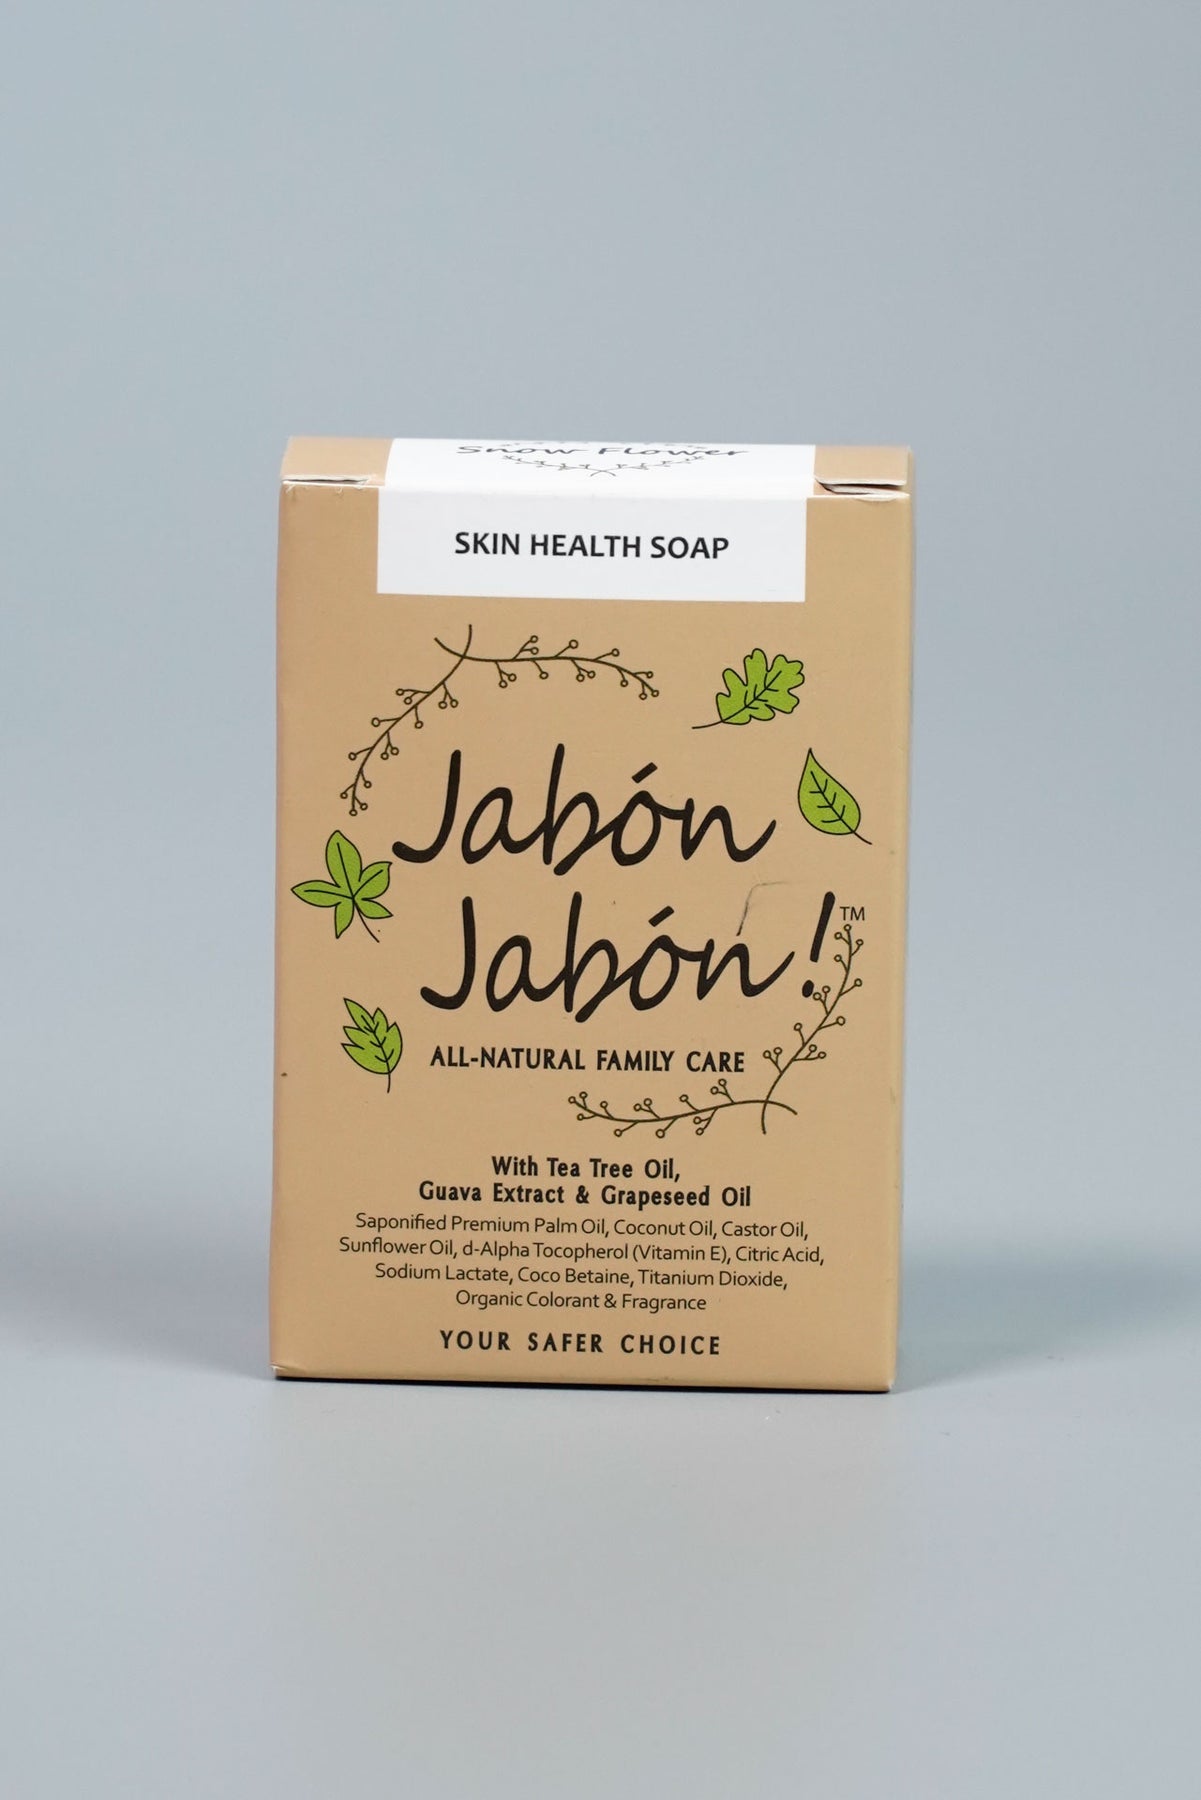 Snow Flower
SKIN HEALTH SOAP
Jabón
Jabón!™
ALL-NATURAL FAMILY CARE
With Tea Tree Oil,
Guava Extract & Grapeseed Oil
Saponified Premium Palm Oil, Coconut Oil, Castor Oil,
Sunflower Oil, d-Alpha Tocopherol (Vitamin E), Citric Acid,
Sodium Lactate, Coco Betaine, Titanium Dioxide,
Organic Colorant & Fragrance
YOUR SAFER CHOICE